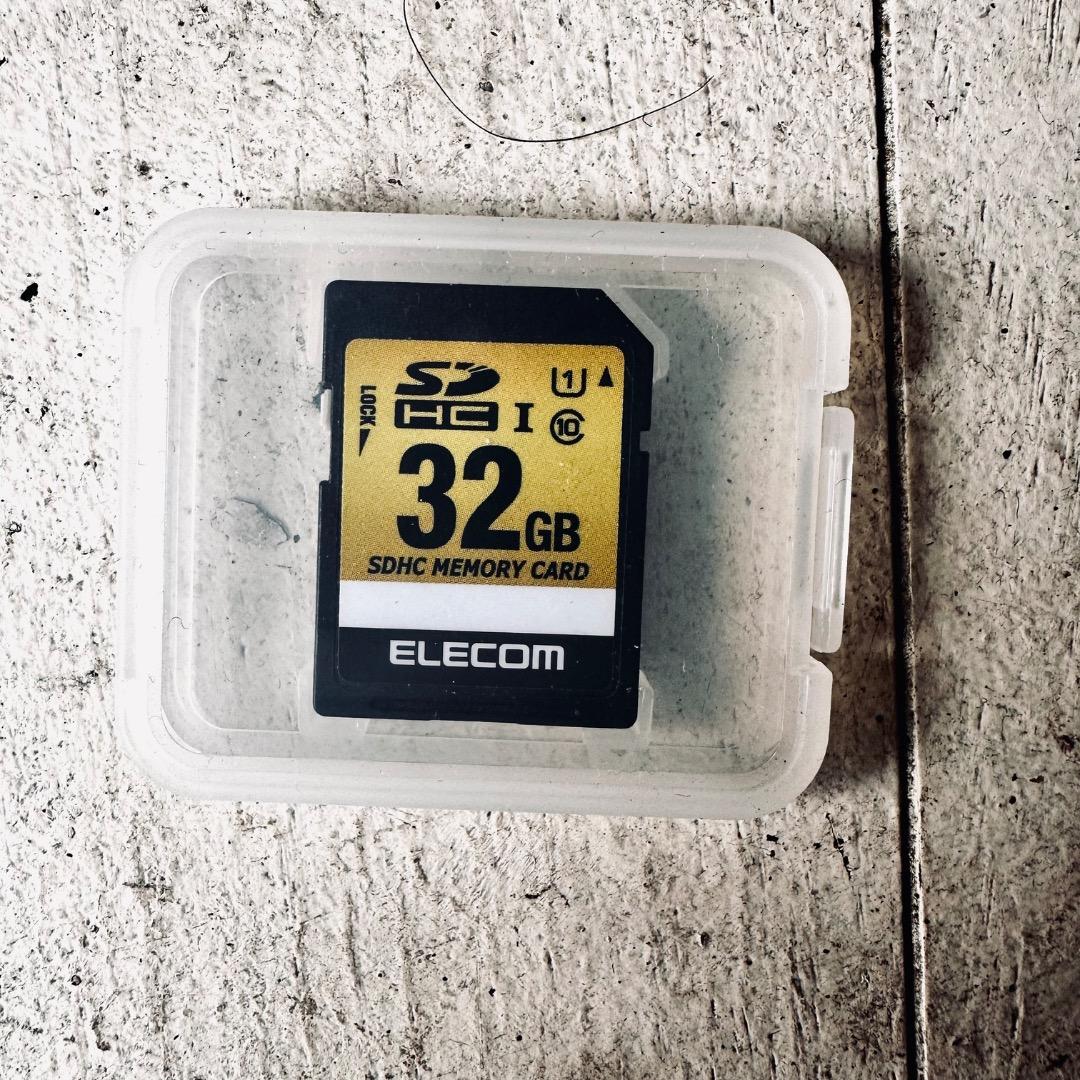 SD
HC I
U1
10
LOCK
32GB
SDHC MEMORY CARD
ELECOM